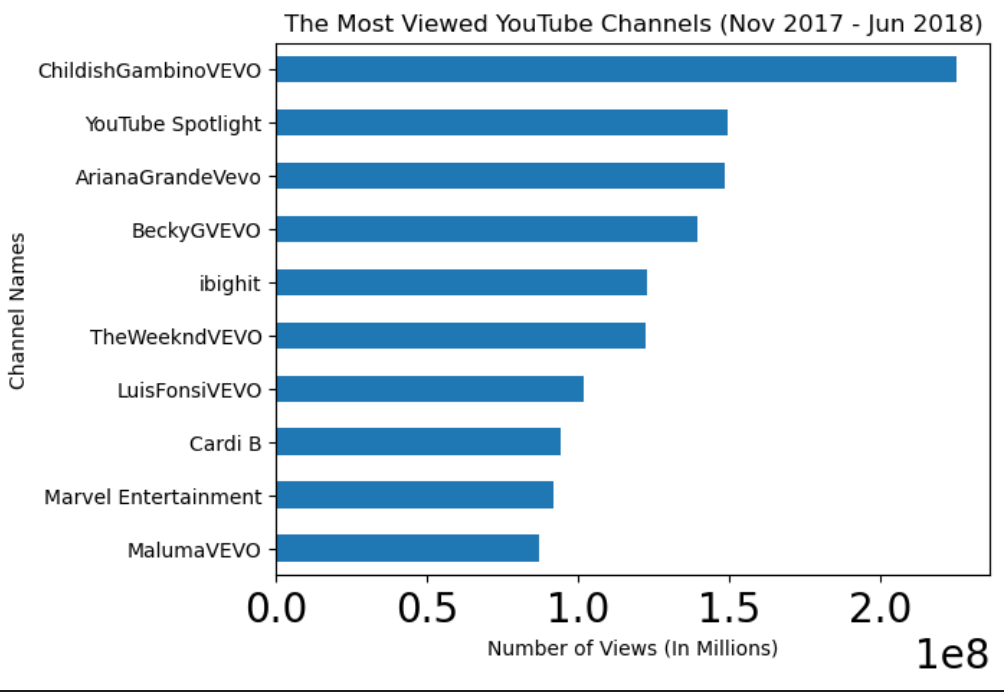 The Most Viewed YouTube Channels (Nov 2017 - Jun 2018)
ChildishGambinoVEVO
YouTube Spotlight
ArianaGrandeVevo
BeckyGVEVO
ibighit
TheWeekndVEVO
LuisFonsiVEVO
Cardi B
Marvel Entertainment
MalumaVEVO
Channel Names
0.0 0.5 1.0 1.5 2.0
Number of Views (In Millions)
1e8